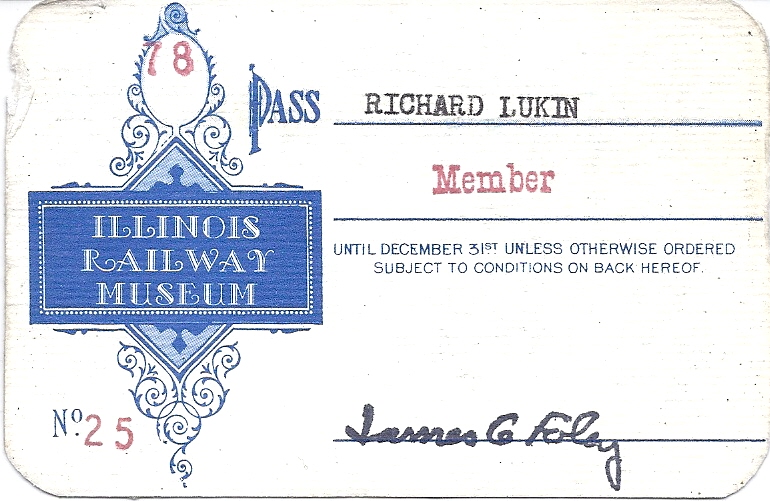 78
PASS RICHARD LUKIN
Member
ILLINOIS
RAILWAY
MUSEUM
UNTIL DECEMBER 31ST UNLESS OTHERWISE ORDERED
SUBJECT TO CONDITIONS ON BACK HEREOF.
No. 25
James C Foley